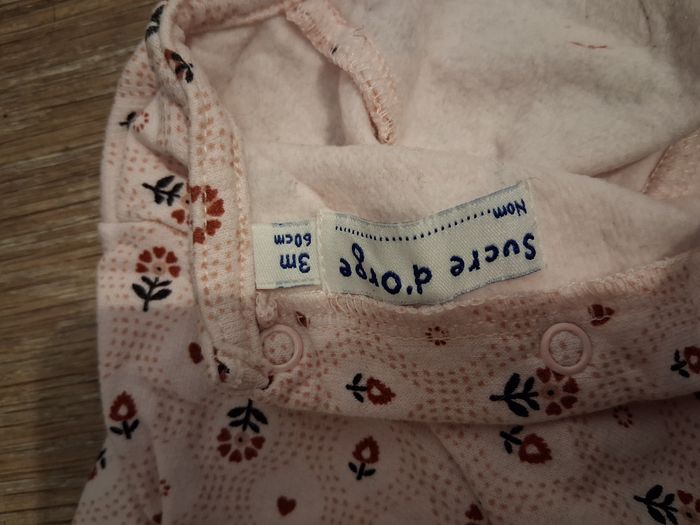 Sucre d'Orge
Nom..............................
3m
60cm